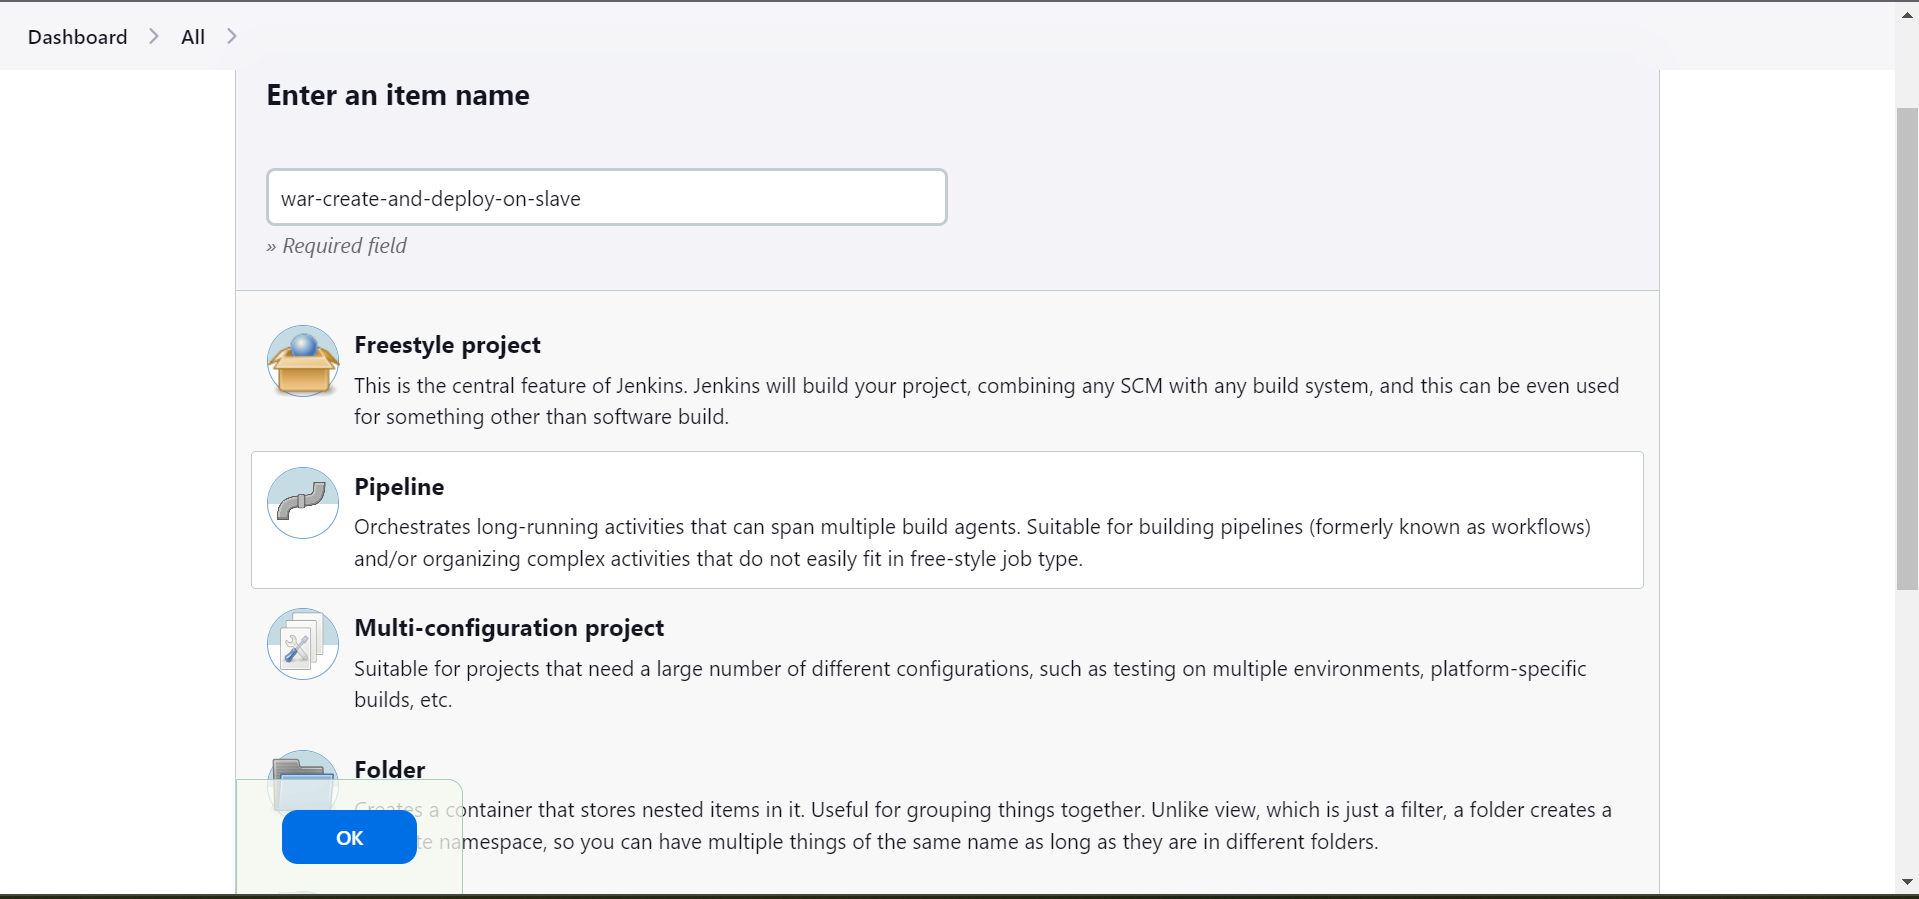 Dashboard > All >
Enter an item name
war-create-and-deploy-on-slave
» Required field
Freestyle project
This is the central feature of Jenkins. Jenkins will build your project, combining any SCM with any build system, and this can be even used
for something other than software build.
Pipeline
Orchestrates long-running activities that can span multiple build agents. Suitable for building pipelines (formerly known as workflows)
and/or organizing complex activities that do not easily fit in free-style job type.
Multi-configuration project
Suitable for projects that need a large number of different configurations, such as testing on multiple environments, platform-specific
builds, etc.
Folder
Creates a container that stores nested items in it. Useful for grouping things together. Unlike view, which is just a filter, a folder creates a
namespace, so you can have multiple things of the same name as long as they are in different folders.
OK